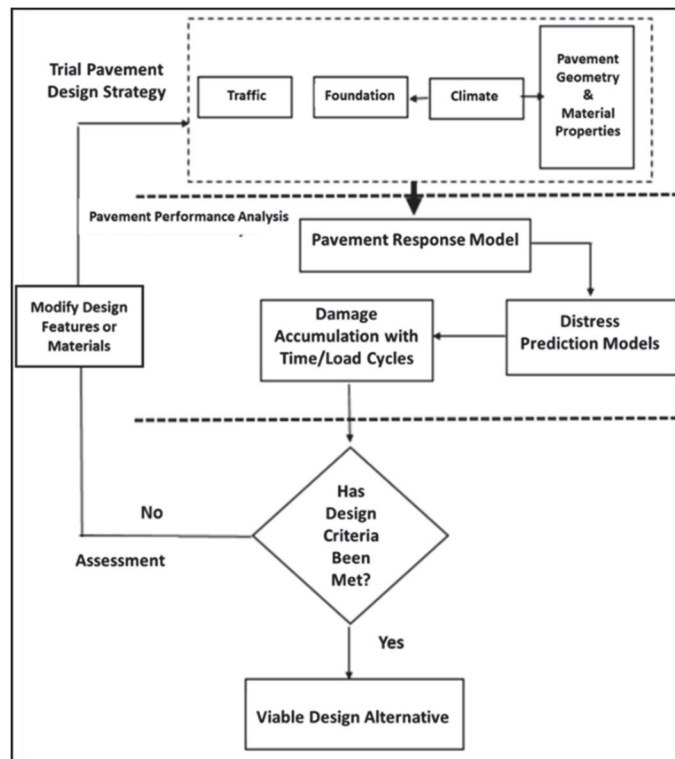 Trial Pavement
Design Strategy
Traffic
Foundation
Climate
Pavement
Geometry
&
Material
Properties
Pavement Performance Analysis
Pavement Response Model
Modify Design
Features or
Materials
Damage
Accumulation with
Time/Load Cycles
Distress
Prediction Models
Has
Design
Criteria
Been
Met?
No
Assessment
Yes
Viable Design Alternative